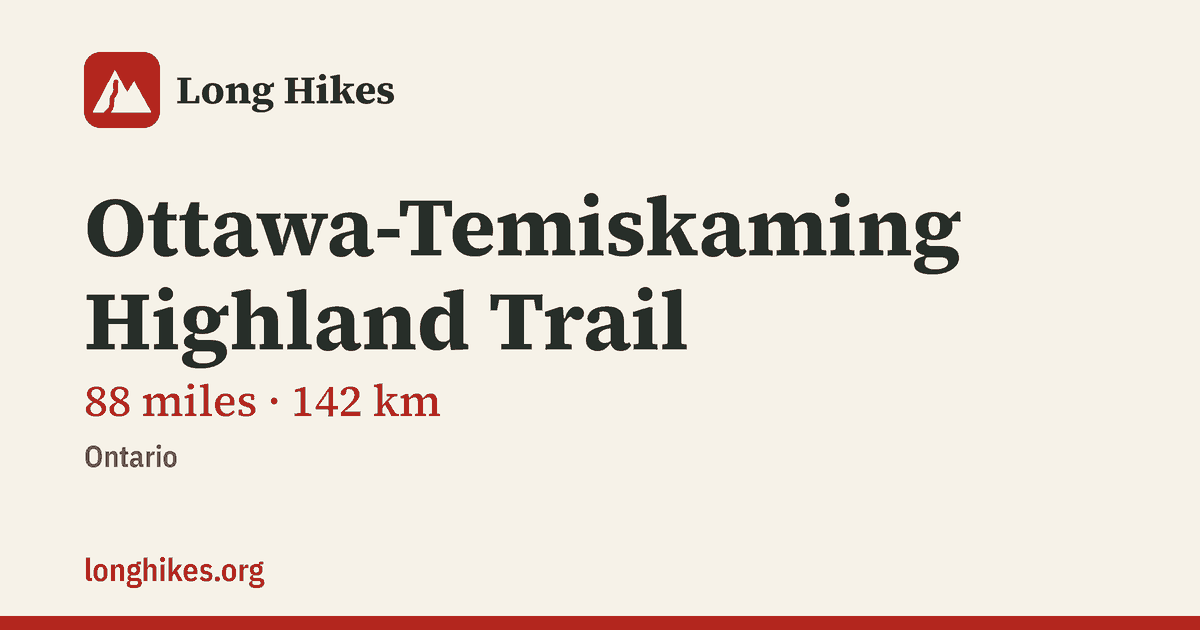 Long Hikes
Ottawa-Temiskaming
Highland Trail
88 miles · 142 km
Ontario
longhikes.org